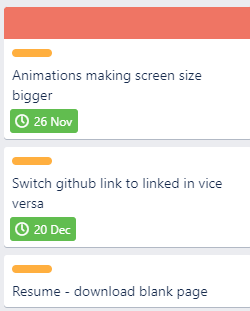 Animations making screen size
bigger
26 Nov
Switch github link to linked in vice
versa
20 Dec
Resume - download blank page